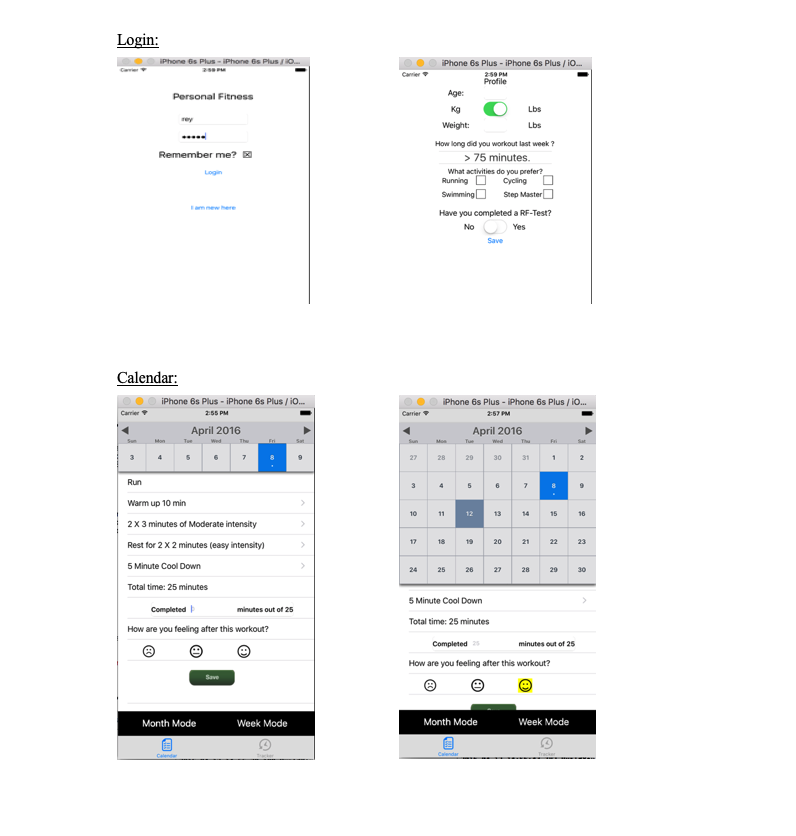 Login:
iPhone 6s Plus – iPhone 6s Plus / iO...
Carrier 2:59 PM
Personal Fitness
rey
•••••
Remember me?
Login
I am new here
iPhone 6s Plus – iPhone 6s Plus / iO...
Carrier 2:59 PM
Profile
Age:
Kg Lbs
Weight: Lbs
How long did you workout last week ?
> 75 minutes.
What activities do you prefer?
Running Cycling
Swimming Step Master
Have you completed a RF-Test?
No Yes
Save
Calendar:
iPhone 6s Plus – iPhone 6s Plus / iO...
Carrier 2:55 PM
April 2016
Sun Mon Tue Wed Thu Fri Sat
3 4 5 6 7 8 9
Run
Warm up 10 min
2 X 3 minutes of Moderate intensity
Rest for 2 X 2 minutes (easy intensity)
5 Minute Cool Down
Total time: 25 minutes
Completed minutes out of 25
How are you feeling after this workout?
Save
Month Mode Week Mode
Calendar Tracker
iPhone 6s Plus – iPhone 6s Plus / iO...
Carrier 2:57 PM
April 2016
Sun Mon Tue Wed Thu Fri Sat
27 28 29 30 31 1 2
3 4 5 6 7 8 9
10 11 12 13 14 15 16
17 18 19 20 21 22 23
24 25 26 27 28 29 30
5 Minute Cool Down
Total time: 25 minutes
Completed 25 minutes out of 25
How are you feeling after this workout?
Month Mode Week Mode
Calendar Tracker